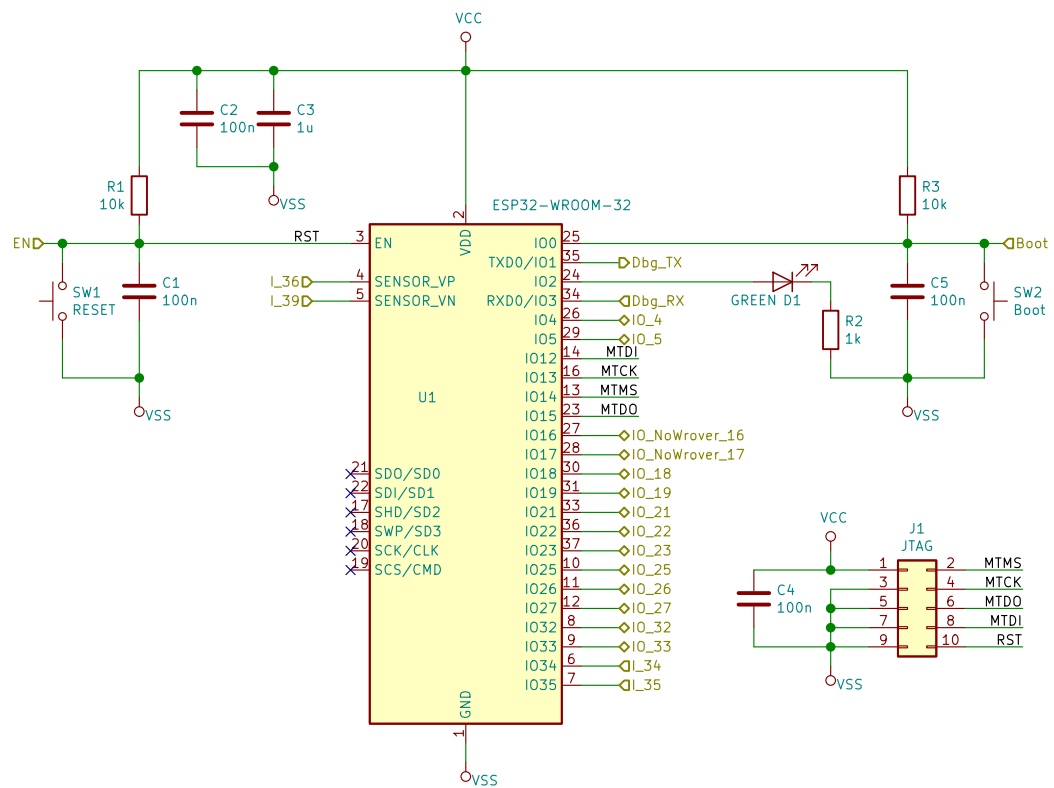 VCC
C2
100n
C3
1u
R1
10k
VSS
ESP32-WROOM-32
R3
10k
2
VDD
EN
RST
3
EN
IO0
25
Boot
TXD0/IO1
35
Dbg_TX
I_36
4
SENSOR_VP
IO2
24
GREEN D1
I_39
5
SENSOR_VN
RXD0/IO3
34
Dbg_RX
SW1
RESET
C1
100n
C5
100n
SW2
Boot
IO4
26
IO_4
IO5
29
IO_5
R2
1k
IO12
14
MTDI
IO13
16
MTCK
IO14
13
MTMS
IO15
23
MTDO
VSS
VSS
U1
IO16
27
IO_NoWrover_16
IO17
28
IO_NoWrover_17
21
SDO/SD0
IO18
30
IO_18
22
SDI/SD1
IO19
31
IO_19
17
SHD/SD2
IO21
33
IO_21
18
SWP/SD3
IO22
36
IO_22
20
SCK/CLK
IO23
37
IO_23
19
SCS/CMD
IO25
10
IO_25
IO26
11
IO_26
IO27
12
IO_27
IO32
8
IO_32
IO33
9
IO_33
IO34
6
I_34
IO35
7
I_35
GND
1
VSS
VCC
J1
JTAG
C4
100n
1
2
MTMS
3
4
MTCK
5
6
MTDO
7
8
MTDI
9
10
RST
VSS